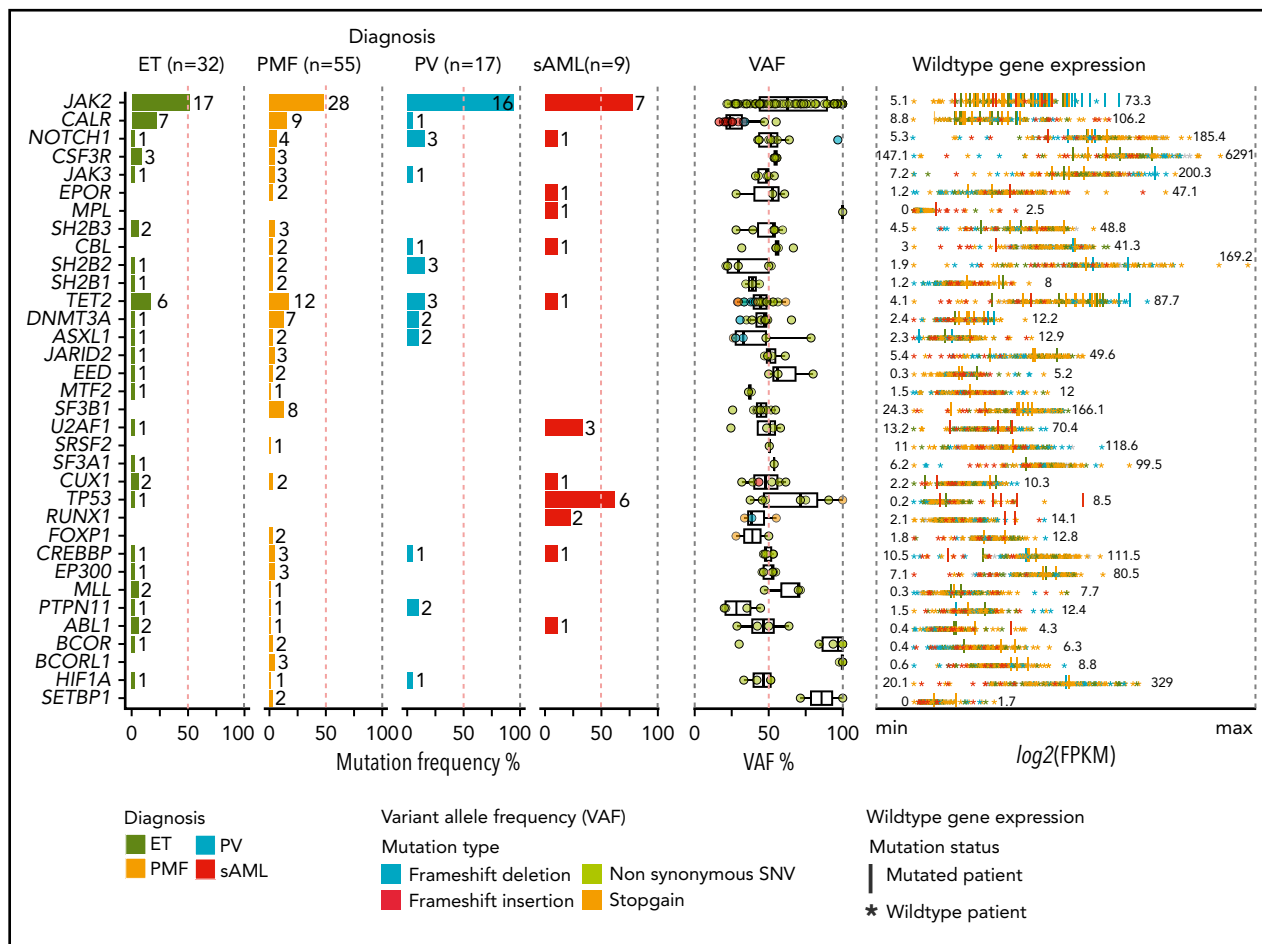 Diagnosis
ET (n=32) PMF (n=55) PV (n=17) sAML(n=9) VAF Wildtype gene expression
JAK2 17 28 16 7 5.1 73.3
CALR 7 9 1 8.8 106.2
NOTCH1 1 4 3 1 5.3 185.4
CSF3R 3 3 147.1 6291
JAK3 1 3 1 7.2 200.3
EPOR 2 1 1.2 47.1
MPL 1 0 2.5
SH2B3 2 3 4.5 48.8
CBL 2 1 1 3 41.3
SH2B2 1 2 3 1.9 169.2
SH2B1 1 2 1.2 8
TET2 6 12 3 1 4.1 87.7
DNMT3A 1 7 2 2.4 12.2
ASXL1 1 2 2 2.3 12.9
JARID2 1 3 5.4 49.6
EED 1 2 0.3 5.2
MTF2 1 1 1.5 12
SF3B1 8 24.3 166.1
U2AF1 1 3 13.2 70.4
SRSF2 1 11 118.6
SF3A1 1 6.2 99.5
CUX1 2 2 1 2.2 10.3
TP53 1 6 0.2 8.5
RUNX1 2 2.1 14.1
FOXP1 2 1.8 12.8
CREBBP 1 3 1 1 10.5 111.5
EP300 1 3 7.1 80.5
MLL 2 1 0.3 7.7
PTPN11 1 1 2 1.5 12.4
ABL1 2 1 1 0.4 4.3
BCOR 1 2 0.4 6.3
BCORL1 3 0.6 8.8
HIF1A 1 1 1 20.1 329
SETBP1 2 0 1.7
0 50 100 0 50 100 0 50 100 0 50 100 0 50 100 min max
Mutation frequency % VAF % log2(FPKM)
Diagnosis Variant allele frequency (VAF) Wildtype gene expression
ET PV Mutation type Mutation status
PMF sAML Frameshift deletion Non synonymous SNV Mutated patient
Frameshift insertion Stopgain * Wildtype patient